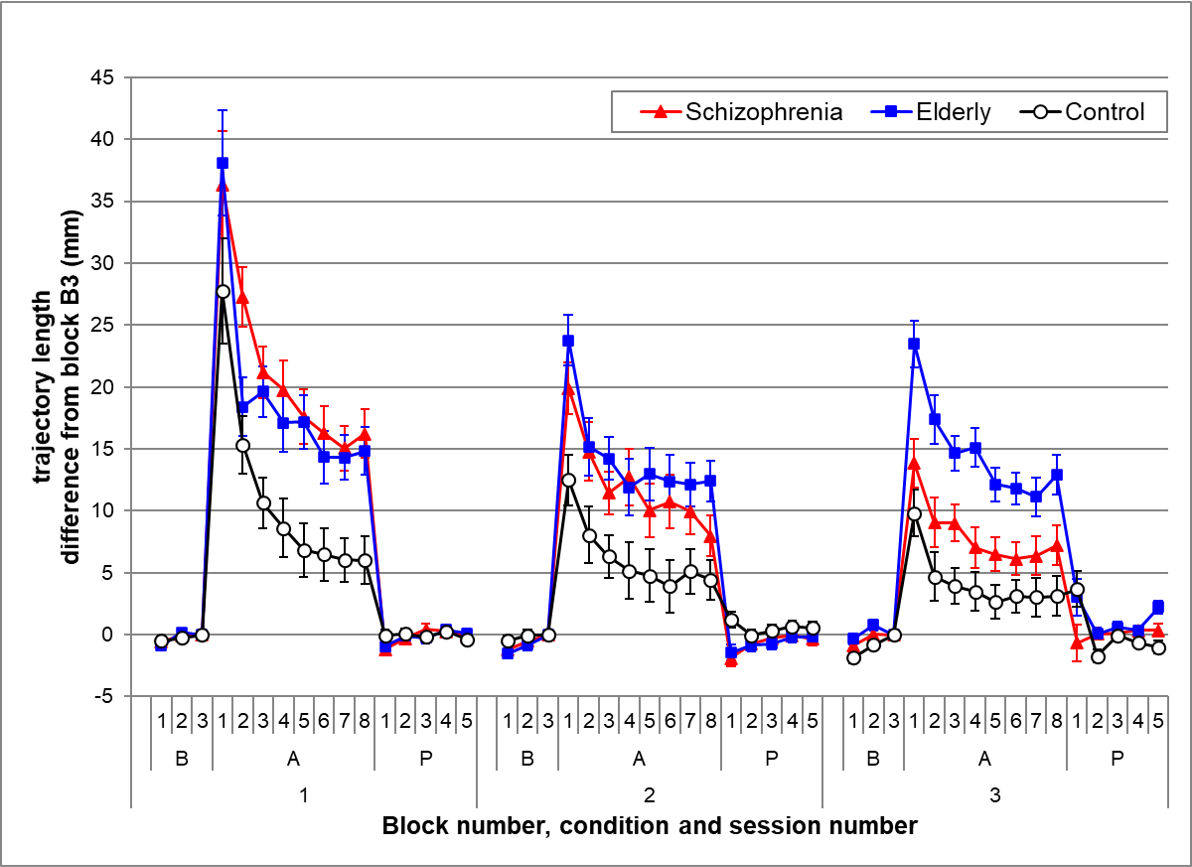 45
Schizophrenia Elderly Control
40
35
30
25
20
15
10
5
0
-5
trajectory length
difference from block B3 (mm)
1 2 3 1 2 3 4 5 6 7 8 1 2 3 4 5 1 2 3 1 2 3 4 5 6 7 8 1 2 3 4 5 1 2 3 1 2 3 4 5 6 7 8 1 2 3 4 5
B A P B A P B A P
1 2 3
Block number, condition and session number